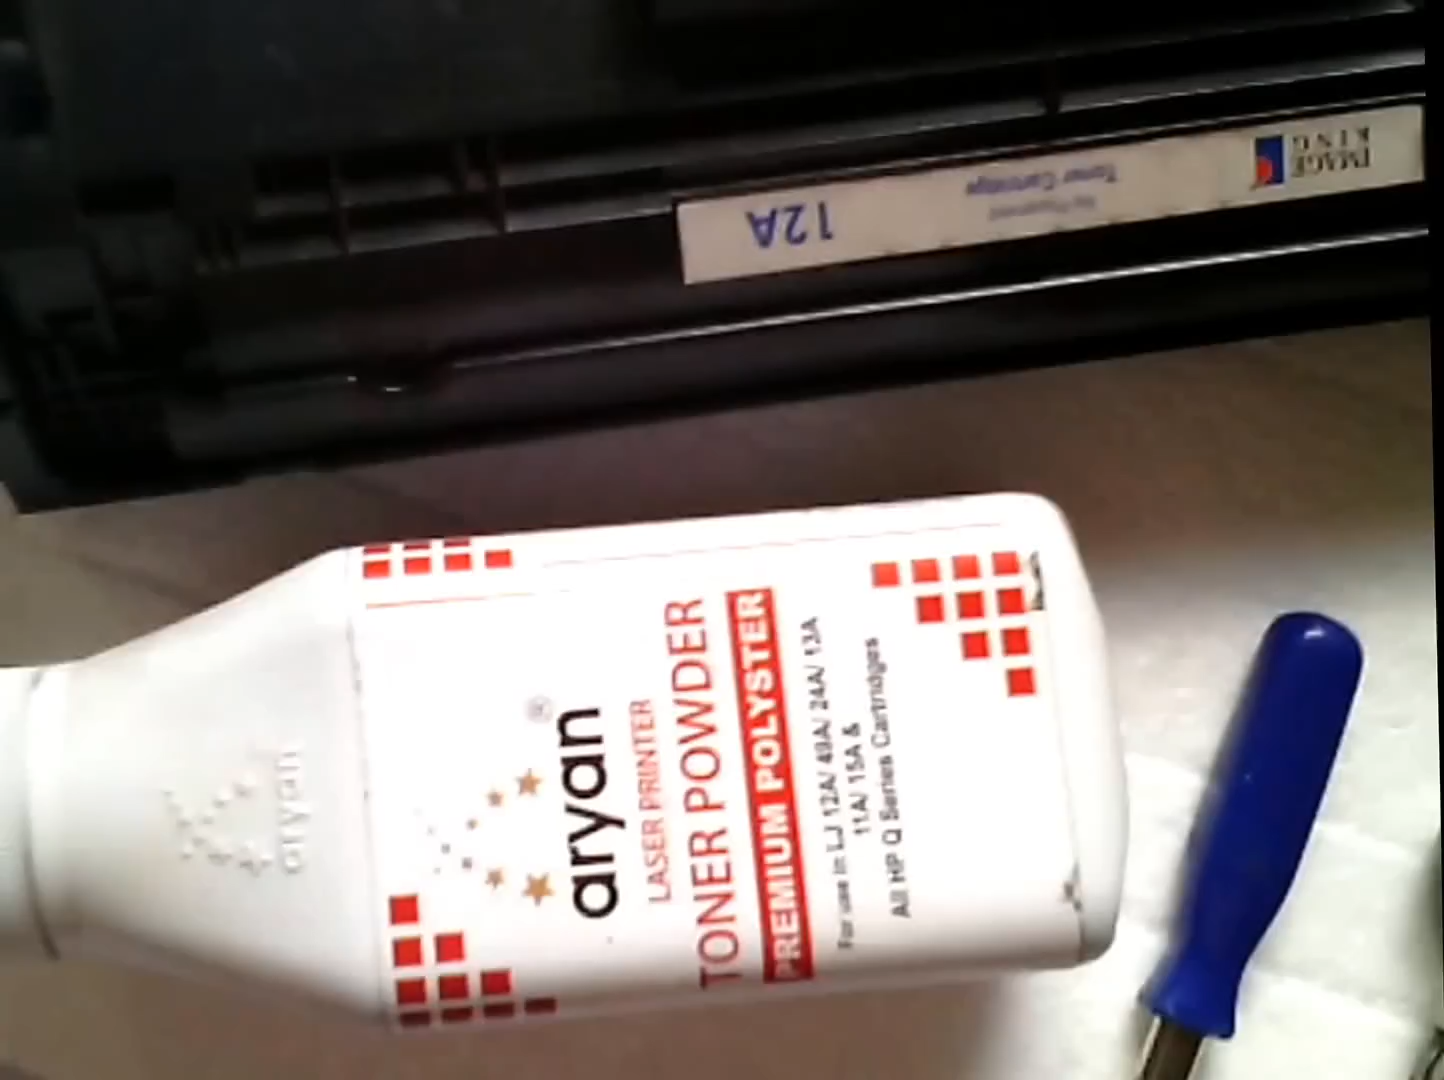 12A
Toner Cartridge
IMAGE
KING
aryan
aryan®
LASER PRINTER
TONER POWDER
PREMIUM POLYSTER
For use in LJ 12A/ 49A/ 24A/ 13A
11A/ 15A &
All HP Q Series Cartridges